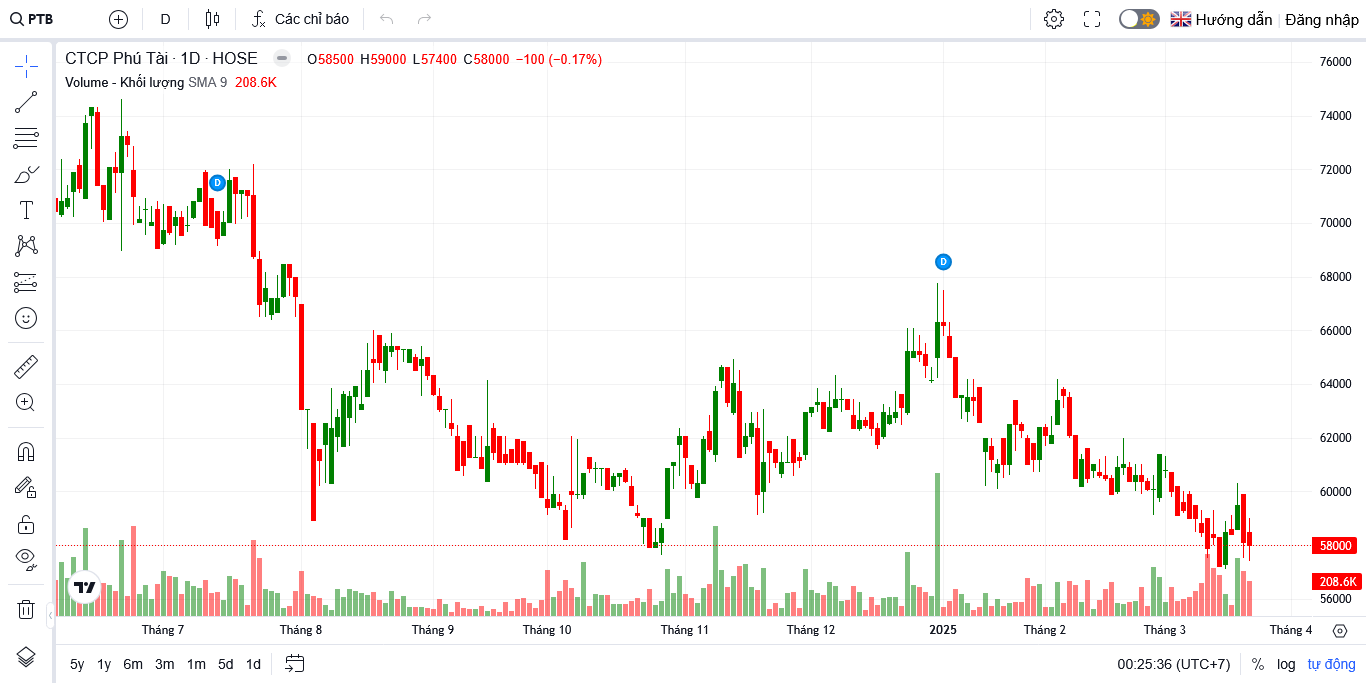 PTB D Các chỉ báo Hướng dẫn Đăng nhập
CTCP Phú Tài · 1D · HOSE O58500 H59000 L57400 C58000 −100 (−0.17%)
Volume - Khối lượng SMA 9 208.6K
76000
74000
72000
70000
68000
66000
64000
62000
60000
58000
208.6K
56000
D
D
Tháng 7 Tháng 8 Tháng 9 Tháng 10 Tháng 11 Tháng 12 2025 Tháng 2 Tháng 3 Tháng 4
5y 1y 6m 3m 1m 5d 1d 00:25:36 (UTC+7) % log tự động